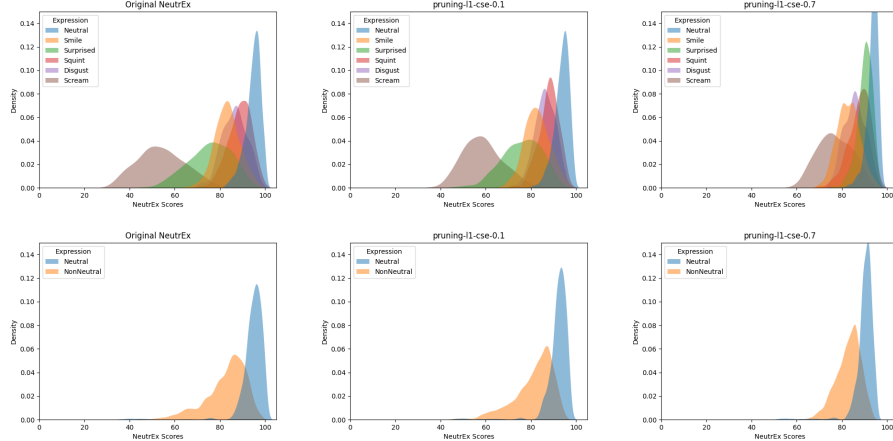 Original NeutrEx
Expression
Neutral
Smile
Surprised
Squint
Disgust
Scream
Density
0.14
0.12
0.10
0.08
0.06
0.04
0.02
0.00
0 20 40 60 80 100
NeutrEx Scores
pruning-l1-cse-0.1
Expression
Neutral
Smile
Surprised
Squint
Disgust
Scream
Density
0.14
0.12
0.10
0.08
0.06
0.04
0.02
0.00
0 20 40 60 80 100
NeutrEx Scores
pruning-l1-cse-0.7
Expression
Neutral
Smile
Surprised
Squint
Disgust
Scream
Density
0.14
0.12
0.10
0.08
0.06
0.04
0.02
0.00
0 20 40 60 80 100
NeutrEx Scores
Original NeutrEx
Expression
Neutral
NonNeutral
Density
0.14
0.12
0.10
0.08
0.06
0.04
0.02
0.00
0 20 40 60 80 100
NeutrEx Scores
pruning-l1-cse-0.1
Expression
Neutral
NonNeutral
Density
0.14
0.12
0.10
0.08
0.06
0.04
0.02
0.00
0 20 40 60 80 100
NeutrEx Scores
pruning-l1-cse-0.7
Expression
Neutral
NonNeutral
Density
0.14
0.12
0.10
0.08
0.06
0.04
0.02
0.00
0 20 40 60 80 100
NeutrEx Scores